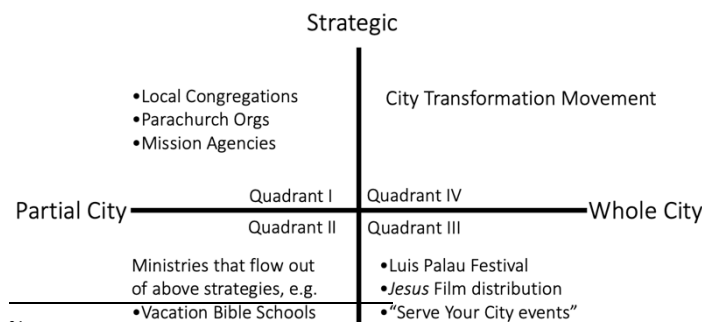 Strategic
•Local Congregations
•Parachurch Orgs
•Mission Agencies
City Transformation Movement
Partial City
Quadrant I
Quadrant IV
Whole City
Quadrant II
Quadrant III
Ministries that flow out
of above strategies, e.g.
•Vacation Bible Schools
•Luis Palau Festival
•Jesus Film distribution
•“Serve Your City events”